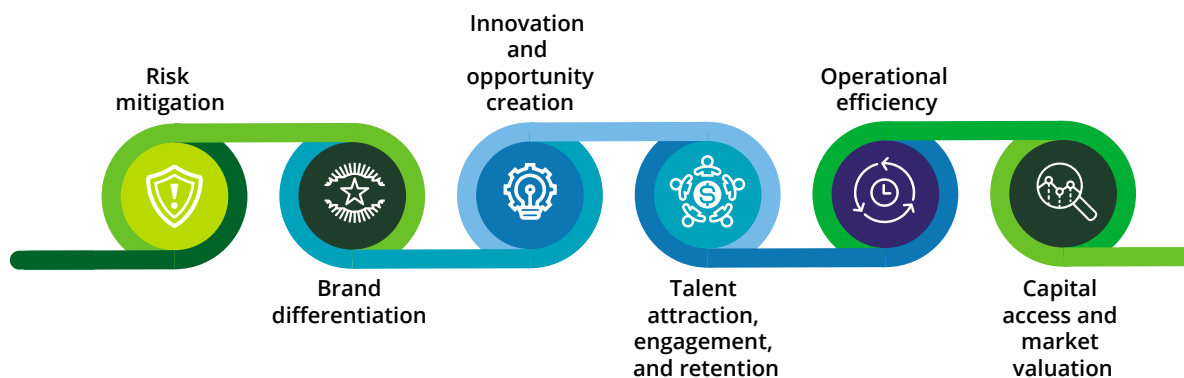 Risk
mitigation
Brand
differentiation
Innovation
and
opportunity
creation
Talent
attraction,
engagement,
and retention
Operational
efficiency
Capital
access and
market
valuation